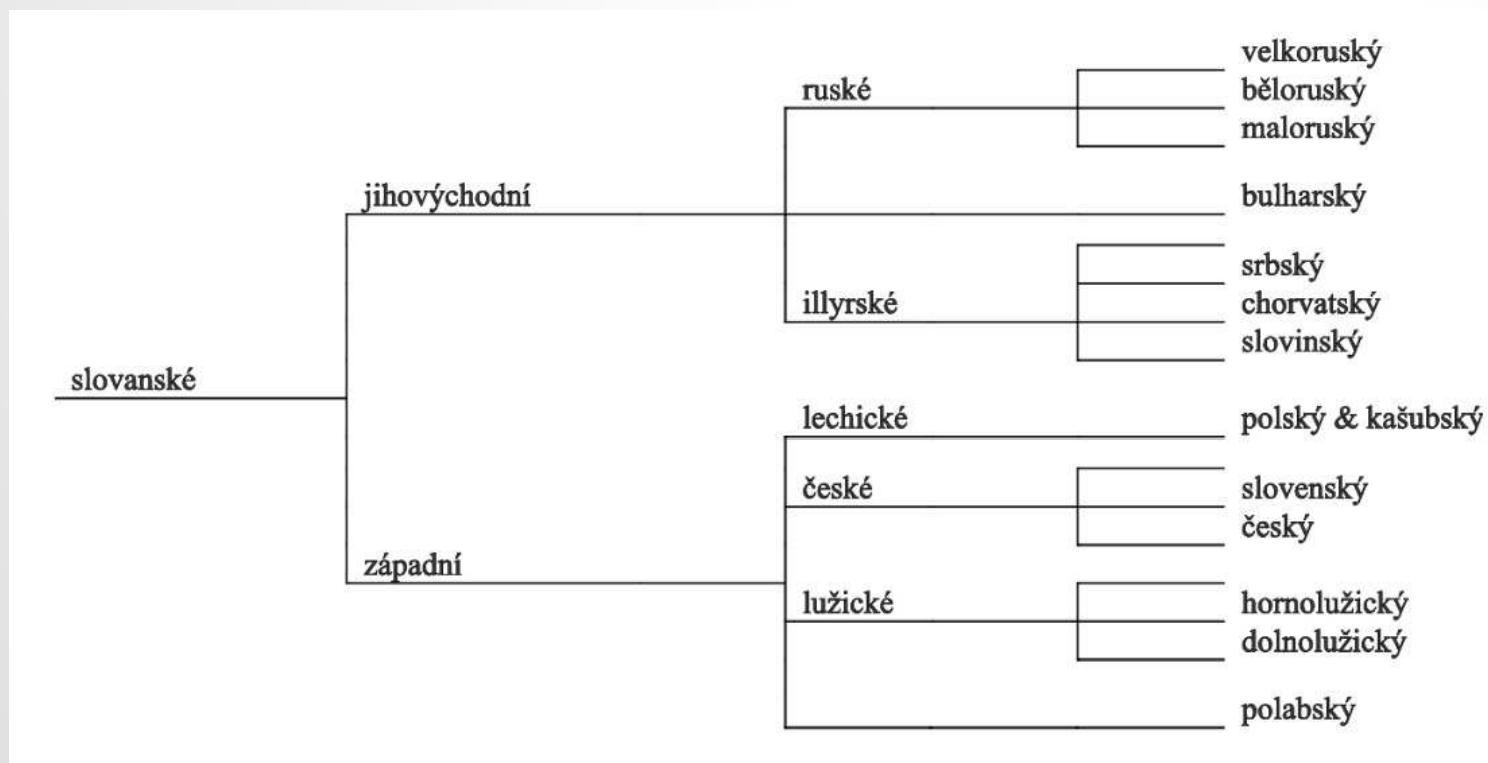 velkoruský
ruské
běloruský
maloruský
jihovýchodní
bulharský
srbský
illyrské
chorvatský
slovinský
slovanské
lechické
polský & kašubský
české
slovenský
český
západní
lužické
hornolužický
dolnolužický
polabský